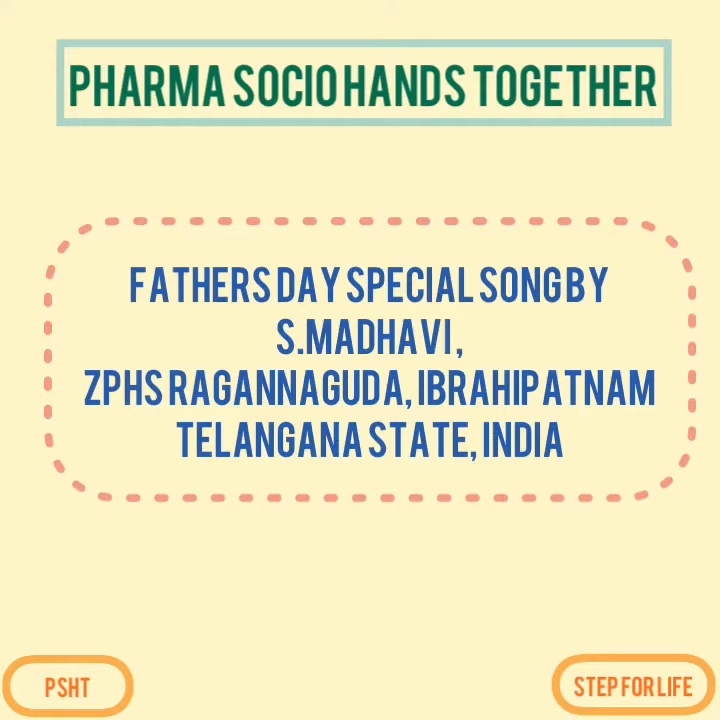 PHARMA SOCIO HANDS TOGETHER
FATHERS DAY SPECIAL SONG BY
S.MADHAVI ,
ZPHS RAGANNAGUDA, IBRAHIPATNAM
TELANGANA STATE, INDIA
PSHT
STEP FOR LIFE